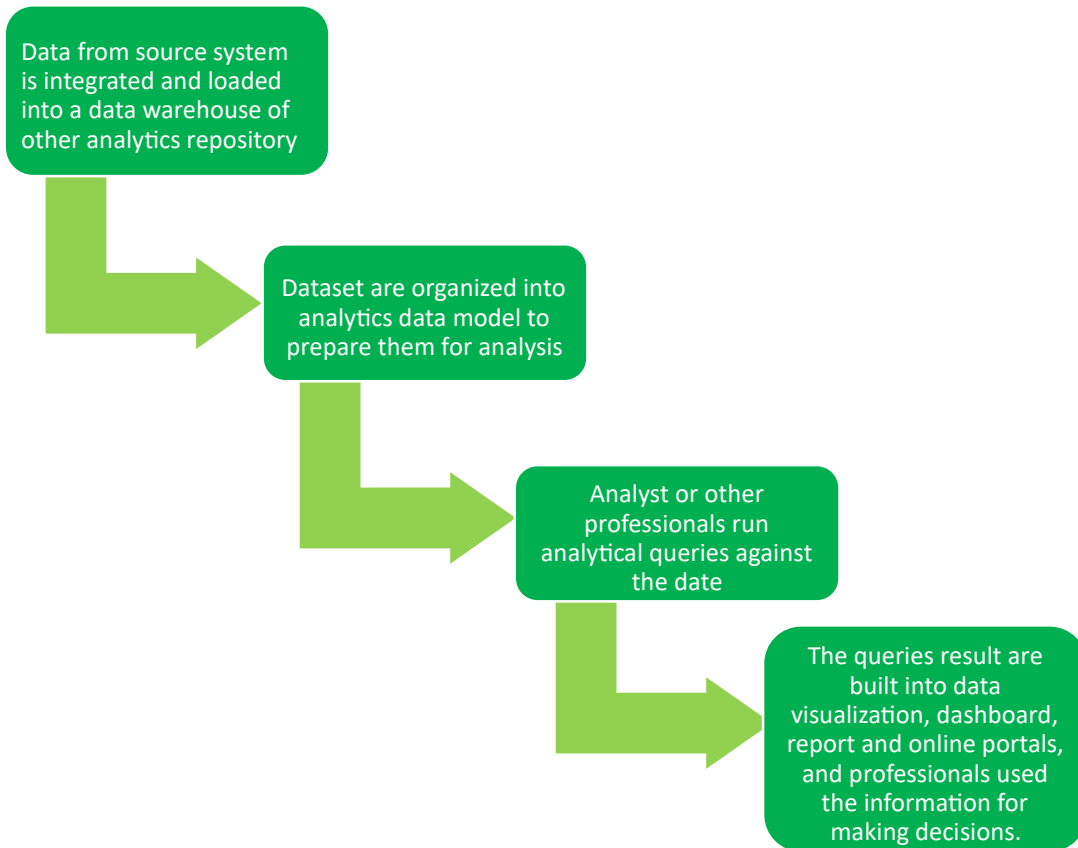 Data from source system
is integrated and loaded
into a data warehouse of
other analytics repository
Dataset are organized into
analytics data model to
prepare them for analysis
Analyst or other
professionals run
analytical queries against
the date
The queries result are
built into data
visualization, dashboard,
report and online portals,
and professionals used
the information for
making decisions.